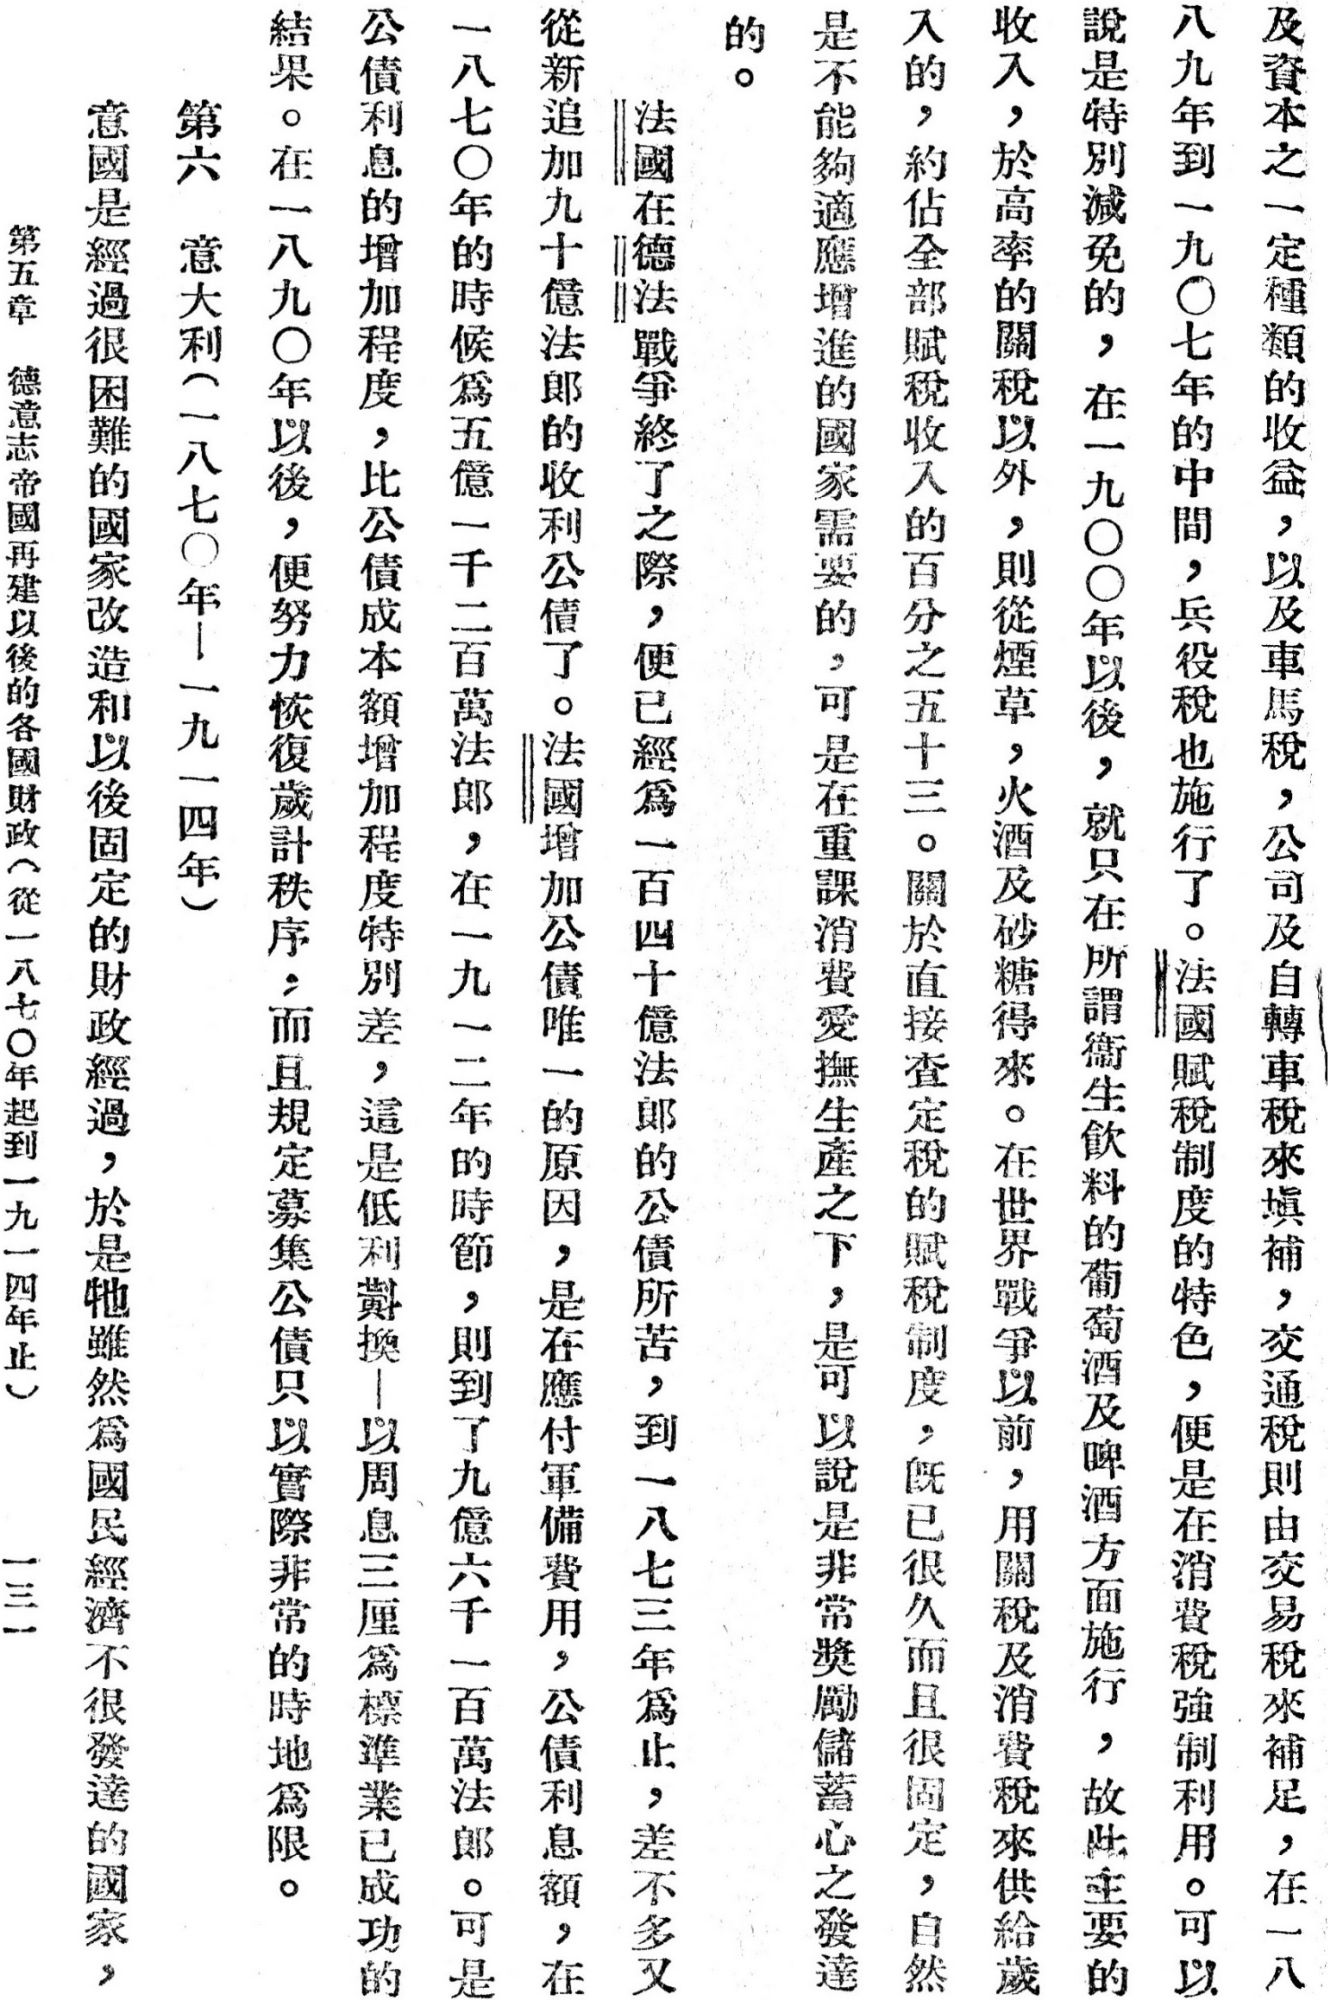 及資本之一定種類的收益，以及車馬稅，公司及自轉車稅來塡補，交通稅則由交易稅來補足，在一八
八九年到一九〇七年的中間，兵役稅也施行了。法國賦稅制度的特色，便是在消費稅強制利用。可以
說是特別減免的，在一九〇〇年以後，就只在所謂衞生飮料的葡萄酒及啤酒方面施行，故此主要的
收入，於高率的關稅以外，則從煙草，火酒及砂糖得來。在世界戰爭以前，用關稅及消費稅來供給歲
入的，約佔全部賦稅收入的百分之五十三。關於直接查定稅的賦稅制度，旣已很久而且很固定，自然
是不能夠適應增進的國家需要的，可是在重課消費愛撫生產之下，是可以說是非常獎勵儲蓄心之發達
的。
法國在德法戰爭終了之際，便已經爲一百四十億法郎的公債所苦，到一八七三年爲止，差不多又
從新追加九十億法郎的收利公債了。法國增加公債唯一的原因，是在應付軍備費用，公債利息額，在
一八七〇年的時候爲五億一千二百萬法郎，在一九一二年的時節，則到了九億六千一百萬法郎。可是
公債利息的增加程度，比公債成本額增加程度特別差，這是低利斟換—以周息三厘爲標準業已成功的
結果。在一八九〇年以後，便努力恢復歲計秩序，而且規定募集公債只以實際非常的時地爲限。
第六　意大利（一八七〇年—一九一四年）
意國是經過很困難的國家改造和以後固定的財政經過，於是牠雖然爲國民經濟不很發達的國家，
第五章　德意志帝國再建以後的各國財政（從一八七〇年起到一九一四年止）　一三一